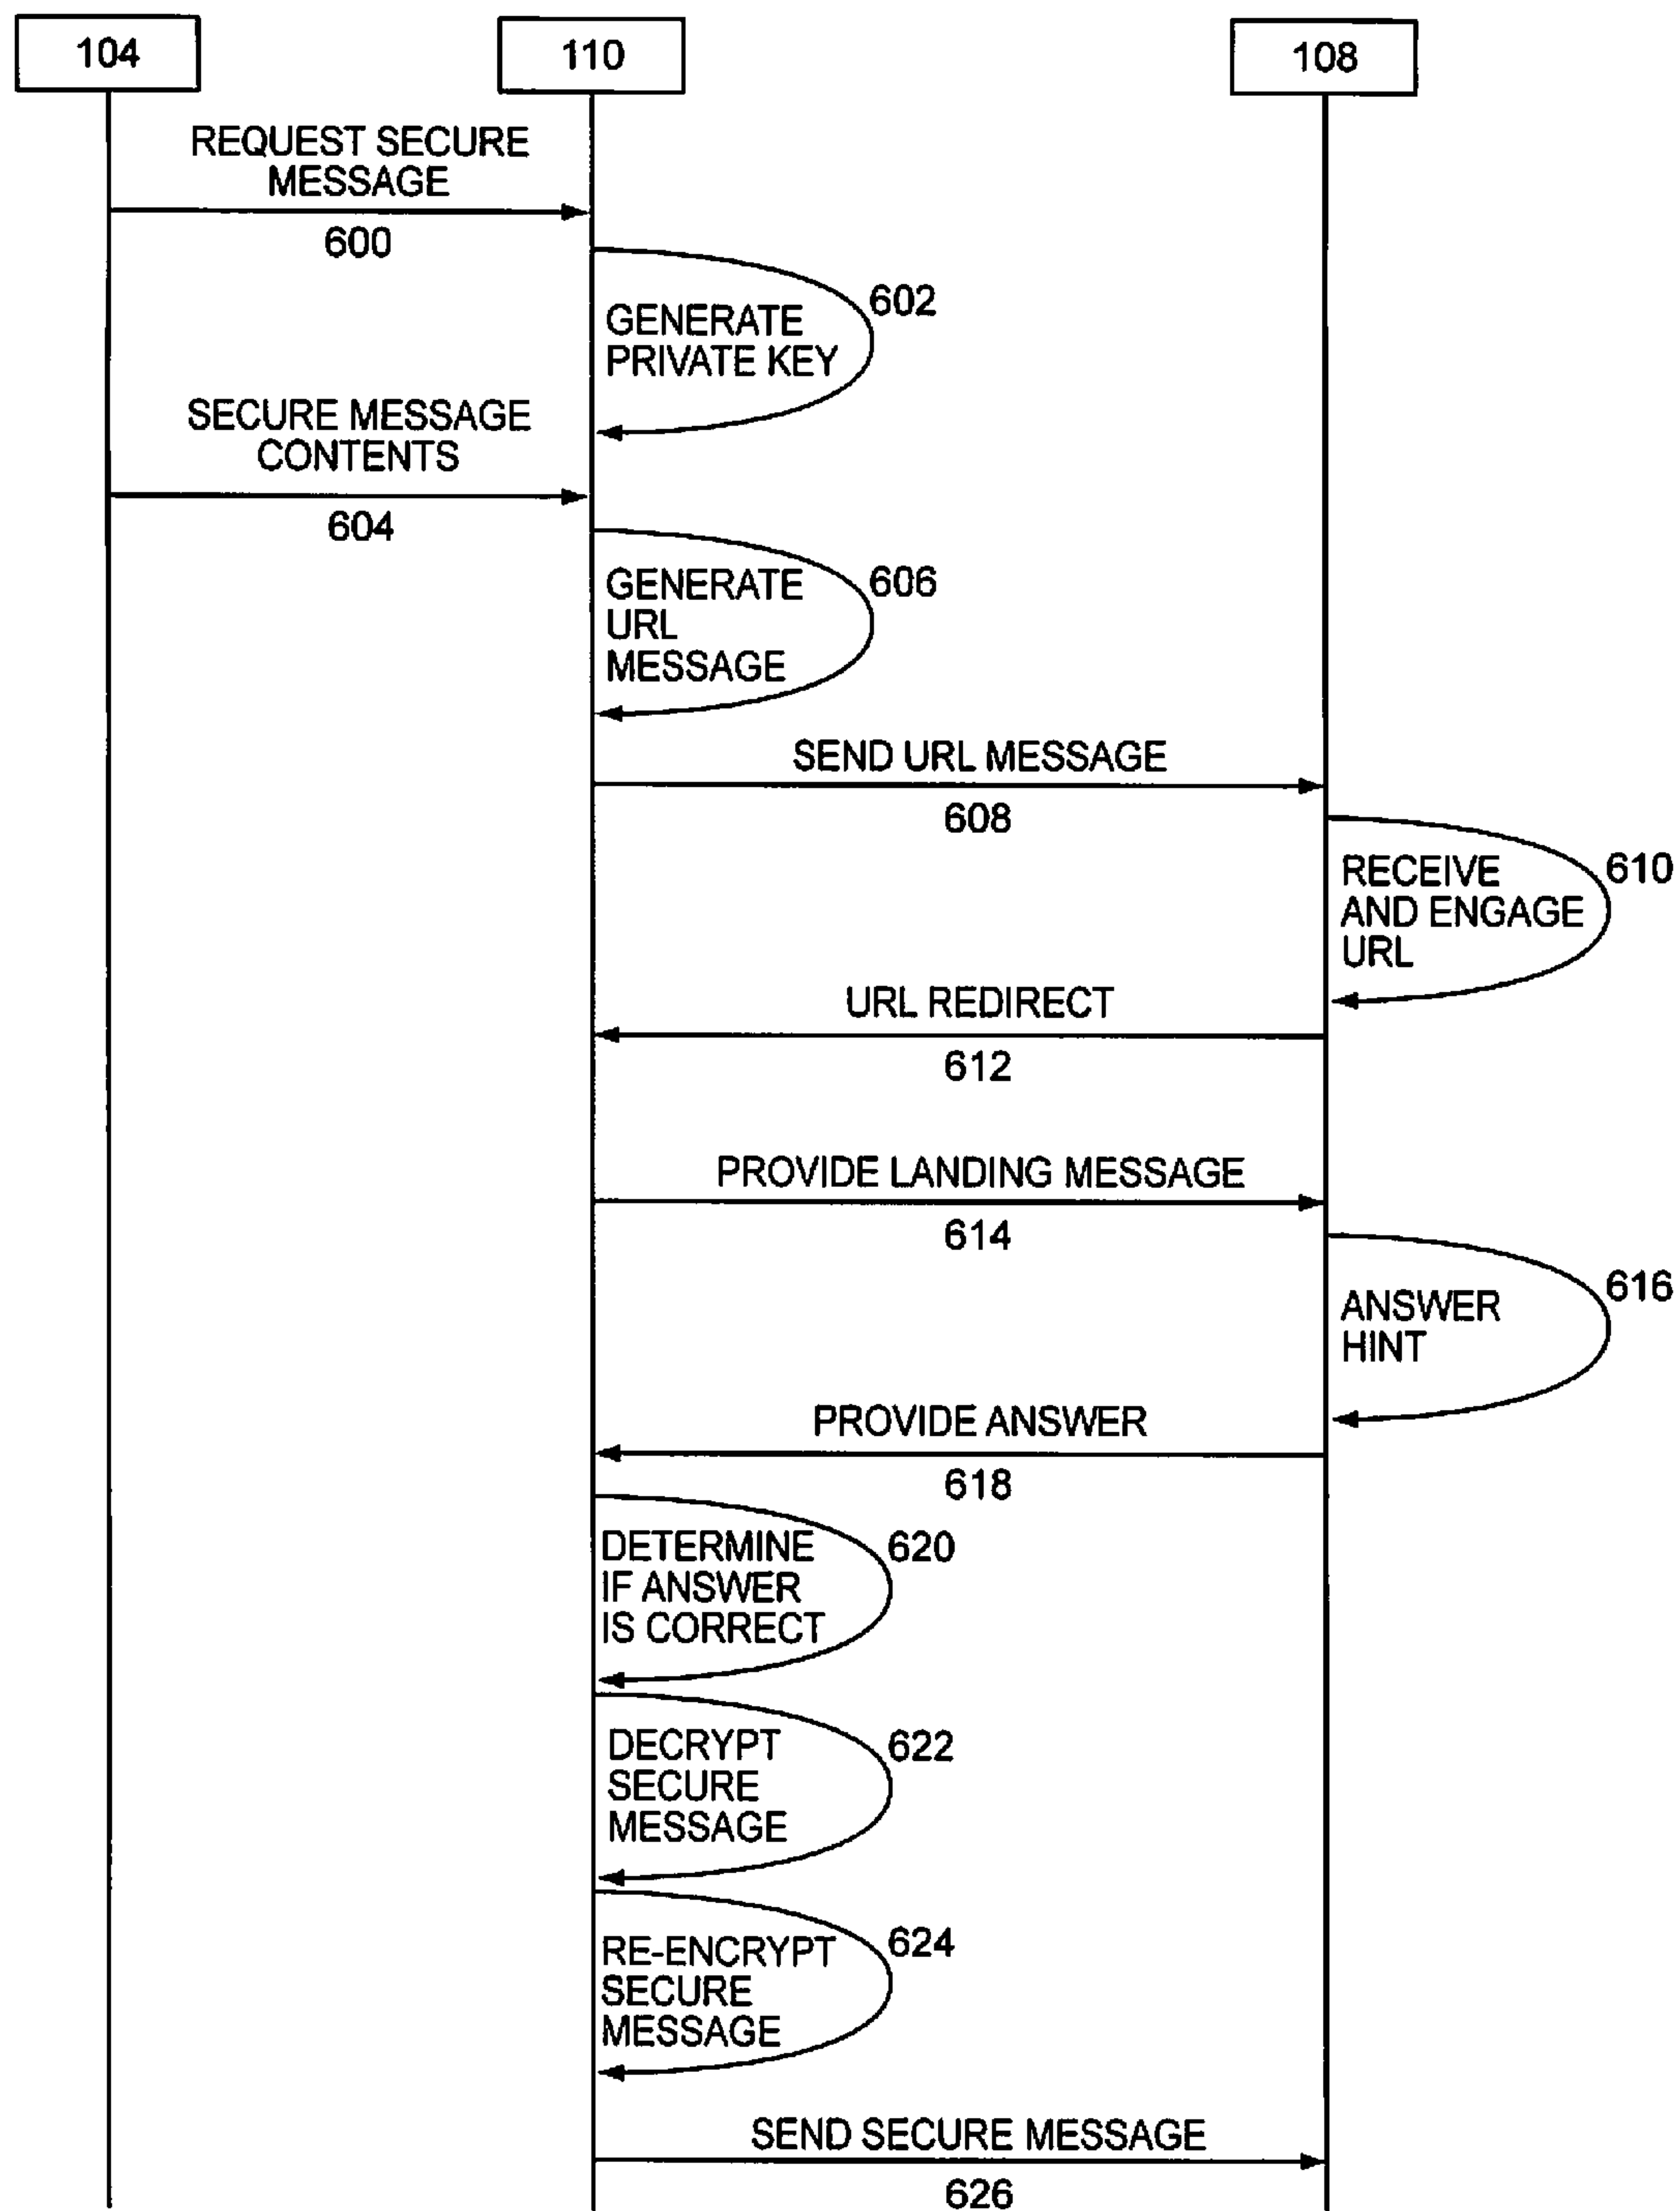 104
110
108
REQUEST SECURE
MESSAGE
600
602
GENERATE
PRIVATE KEY
SECURE MESSAGE
CONTENTS
604
606
GENERATE
URL
MESSAGE
SEND URL MESSAGE
608
610
RECEIVE
AND ENGAGE
URL
URL REDIRECT
612
PROVIDE LANDING MESSAGE
614
616
ANSWER
HINT
PROVIDE ANSWER
618
620
DETERMINE
IF ANSWER
IS CORRECT
622
DECRYPT
SECURE
MESSAGE
624
RE-ENCRYPT
SECURE
MESSAGE
SEND SECURE MESSAGE
626